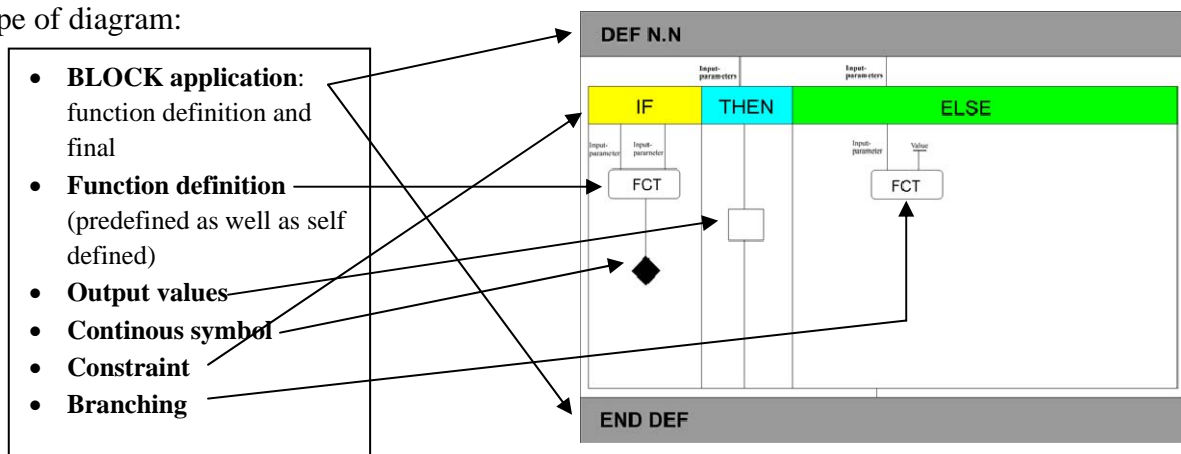 pe of diagram:
• BLOCK application:
function definition and
final
• Function definition
(predefined as well as self
defined)
• Output values
• Continous symbol
• Constraint
• Branching
DEF N.N
Input-
parameters
Input-
parameters
IF
THEN
ELSE
Input-
parameter
Input-
parameter
Input-
parameter
Value
FCT
FCT
END DEF